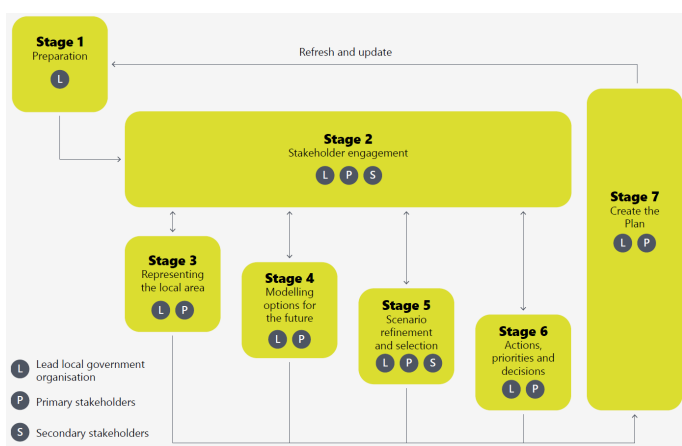 Stage 1
Preparation
L
Refresh and update
Stage 2
Stakeholder engagement
L P S
Stage 3
Representing
the local area
L P
Stage 4
Modelling
options for
the future
L P
Stage 5
Scenario
refinement
and selection
L P S
Stage 6
Actions,
priorities and
decisions
L P
Stage 7
Create the
Plan
L P
L Lead local government
organisation
P Primary stakeholders
S Secondary stakeholders